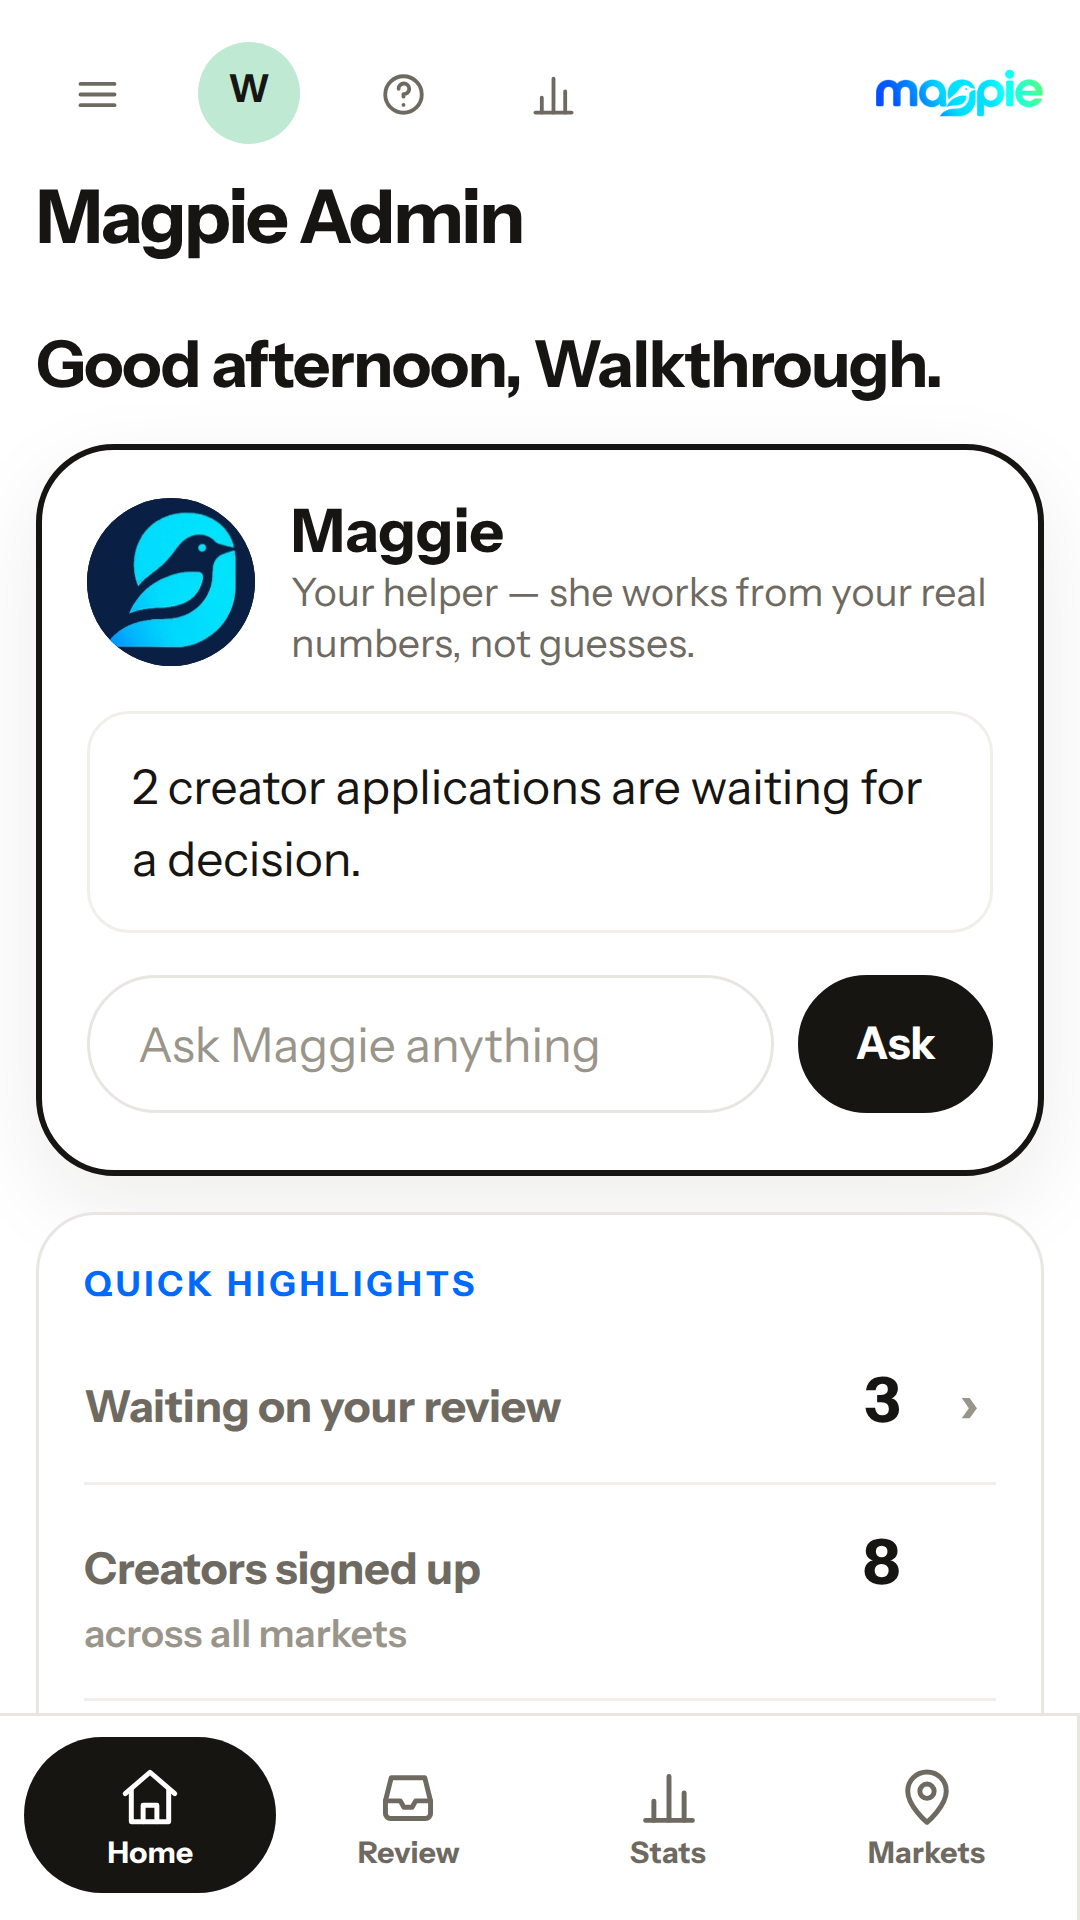 W
magpie
Magpie Admin
Good afternoon, Walkthrough.
Maggie
Your helper — she works from your real
numbers, not guesses.
2 creator applications are waiting for
a decision.
Ask Maggie anything
Ask
QUICK HIGHLIGHTS
Waiting on your review 3 ›
Creators signed up 8
across all markets
Home Review Stats Markets